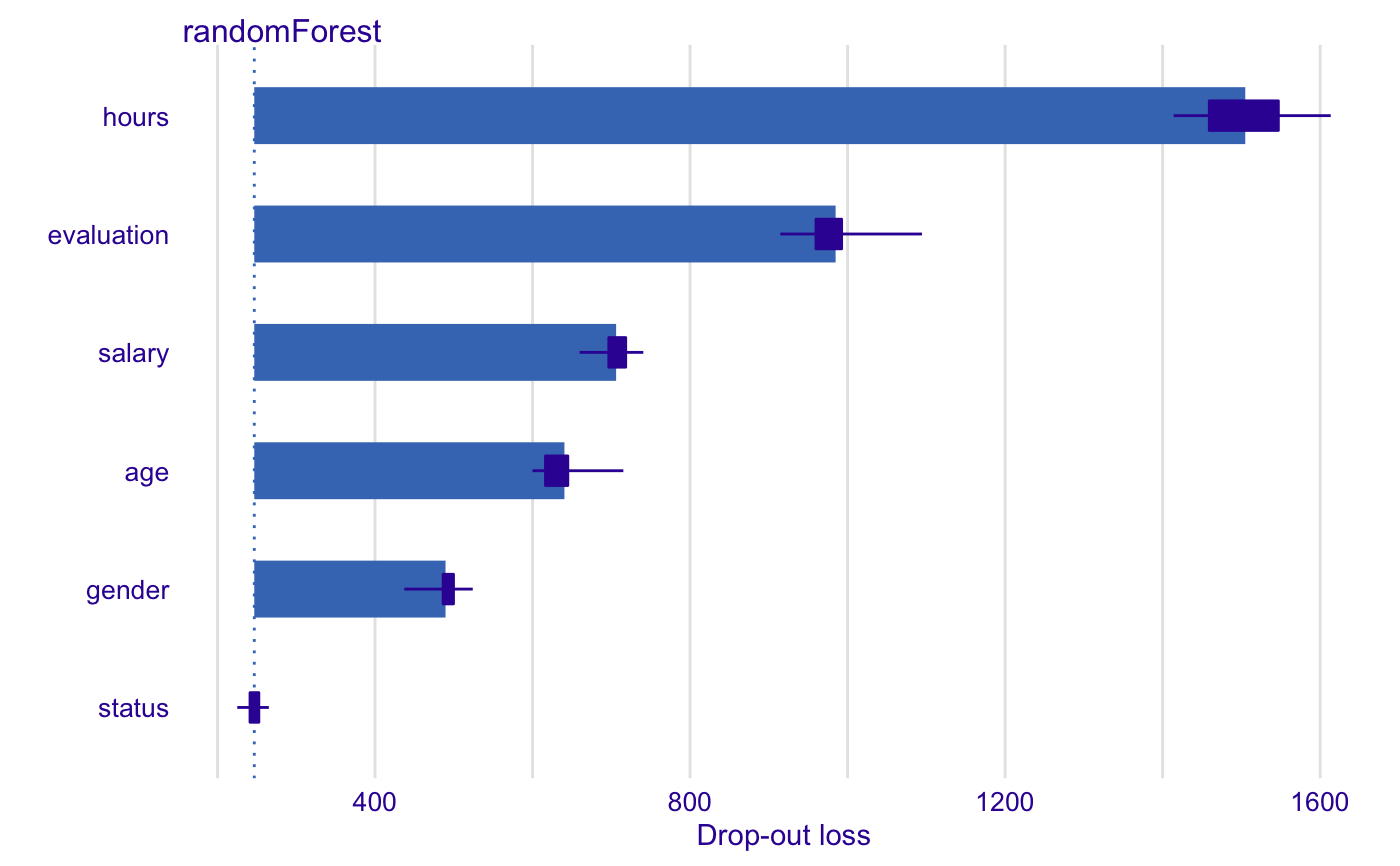 randomForest
hours
evaluation
salary
age
gender
status
400 800 1200 1600
Drop-out loss